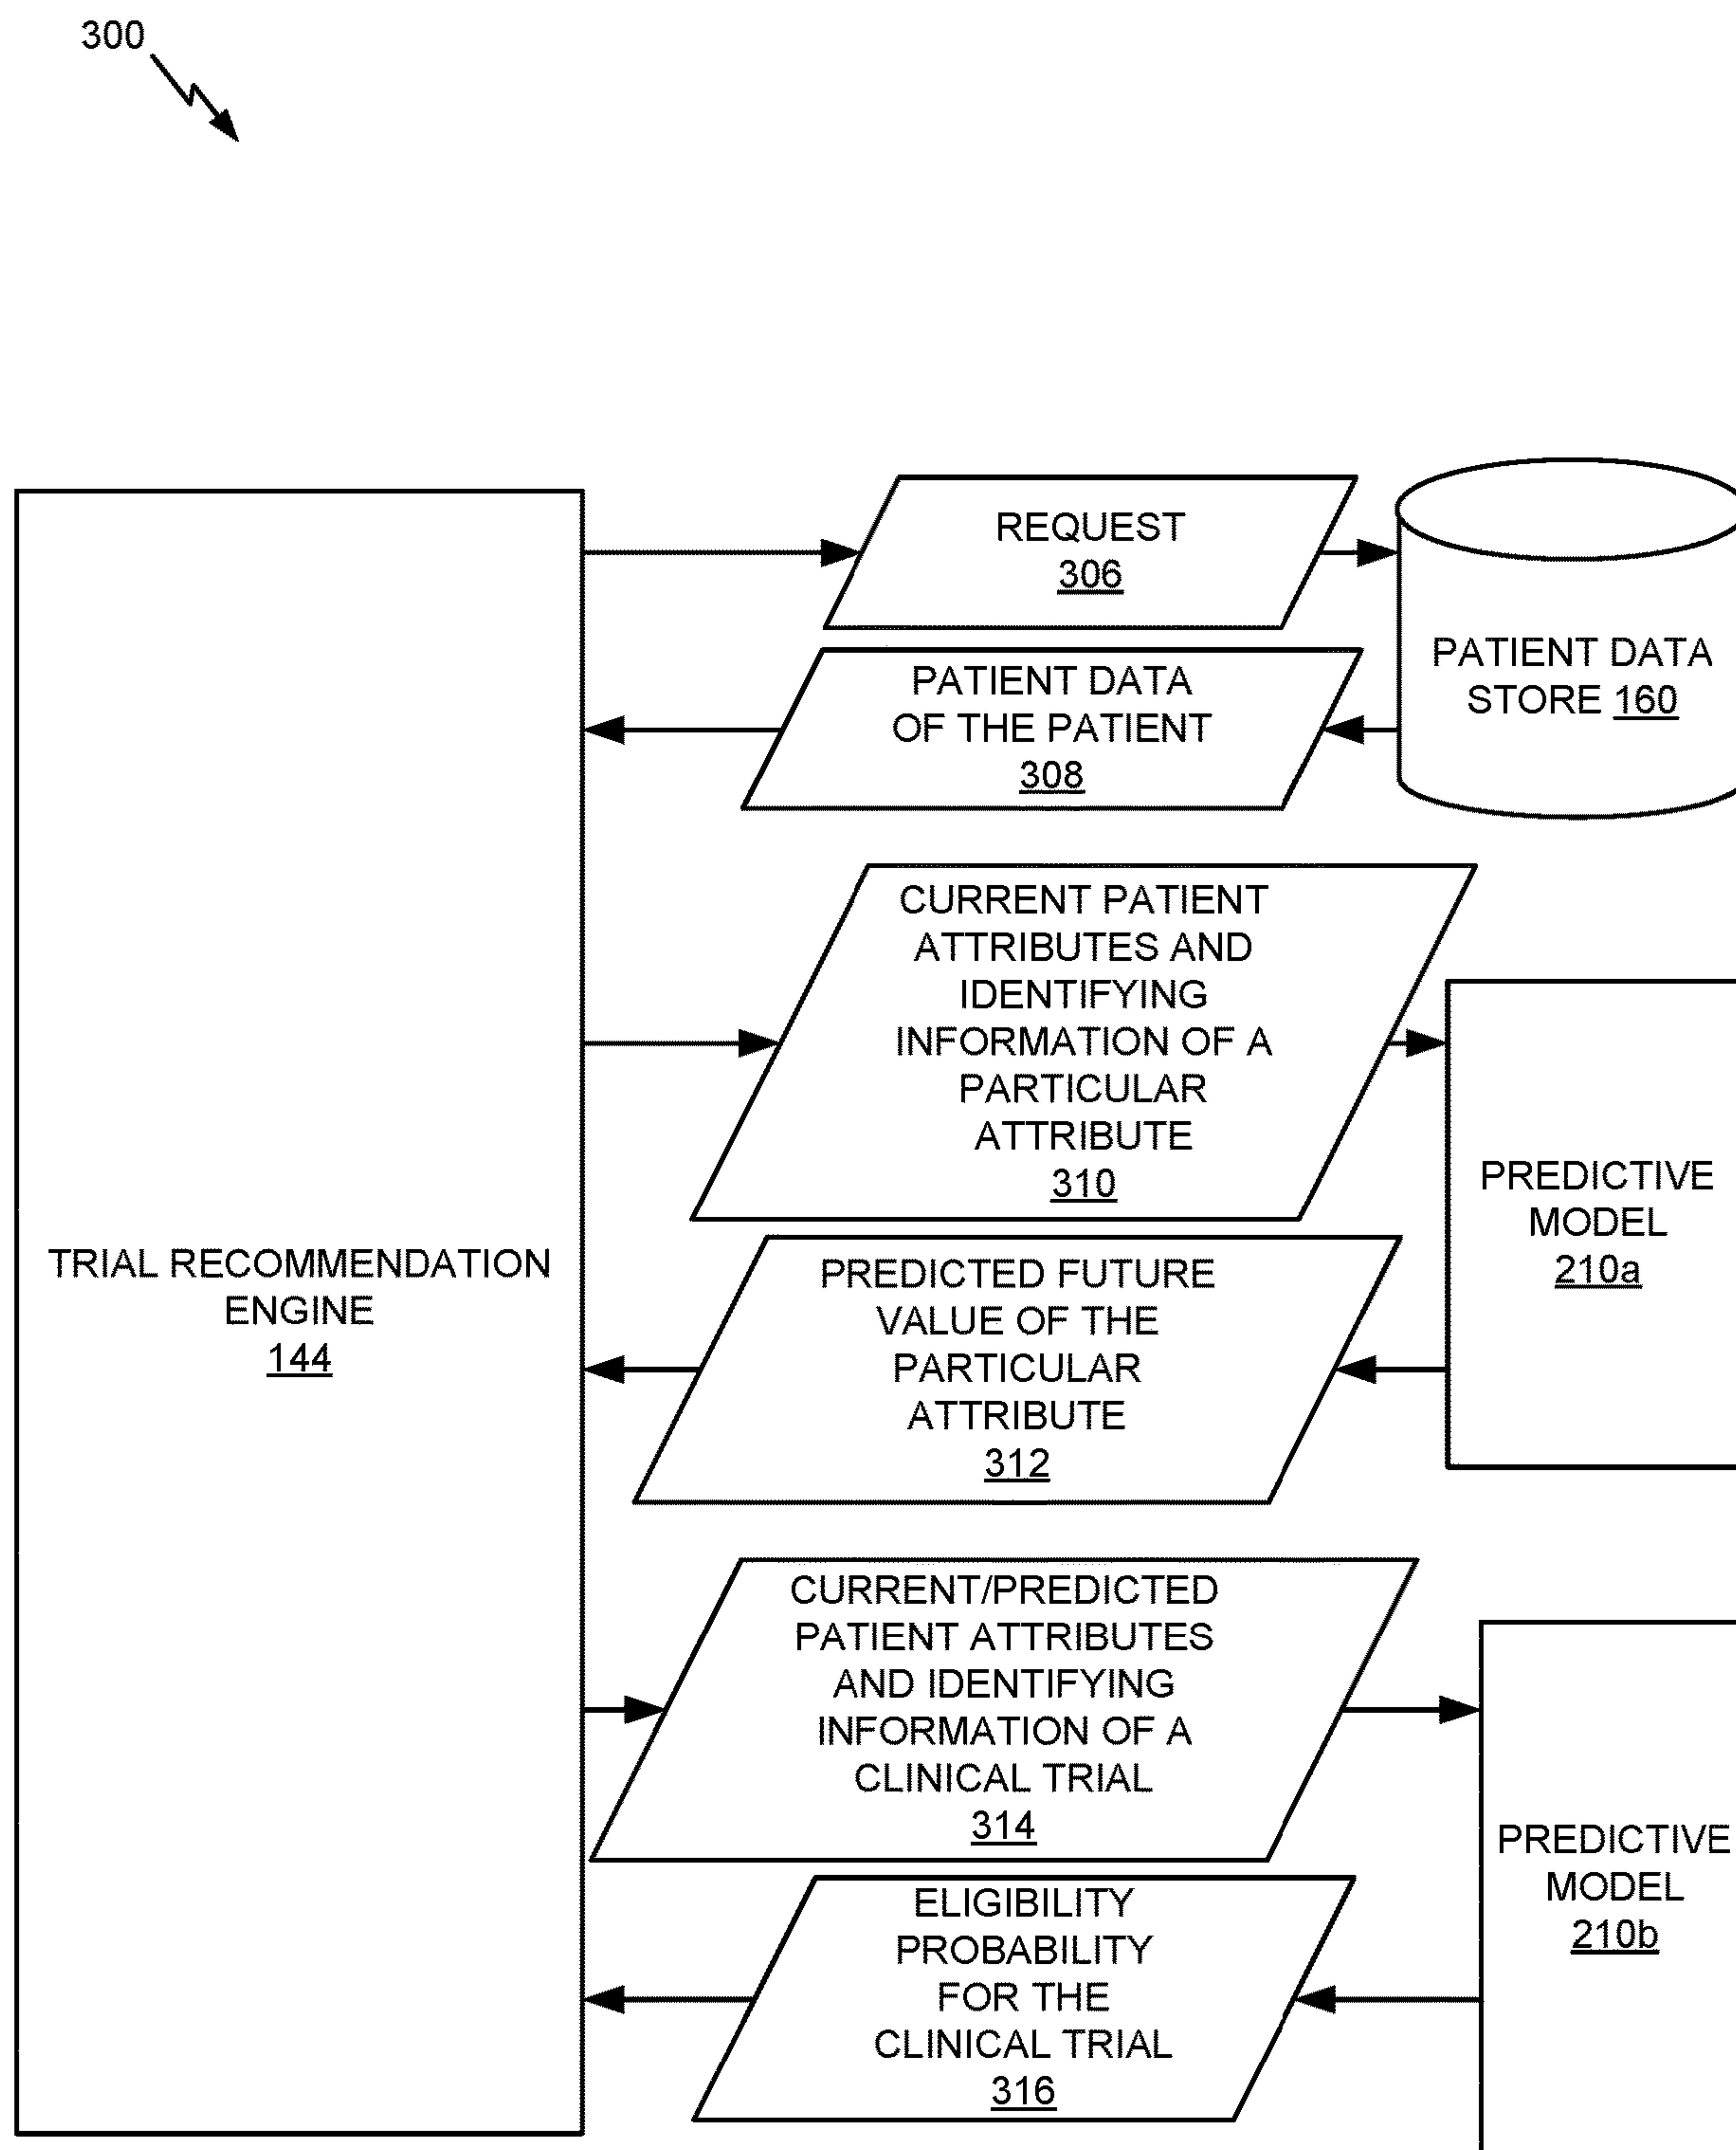 300
REQUEST
306
PATIENT DATA
OF THE PATIENT
308
PATIENT DATA
STORE 160
CURRENT PATIENT
ATTRIBUTES AND
IDENTIFYING
INFORMATION OF A
PARTICULAR
ATTRIBUTE
310
PREDICTIVE
MODEL
210a
TRIAL RECOMMENDATION
ENGINE
144
PREDICTED FUTURE
VALUE OF THE
PARTICULAR
ATTRIBUTE
312
CURRENT/PREDICTED
PATIENT ATTRIBUTES
AND IDENTIFYING
INFORMATION OF A
CLINICAL TRIAL
314
PREDICTIVE
MODEL
210b
ELIGIBILITY
PROBABILITY
FOR THE
CLINICAL TRIAL
316